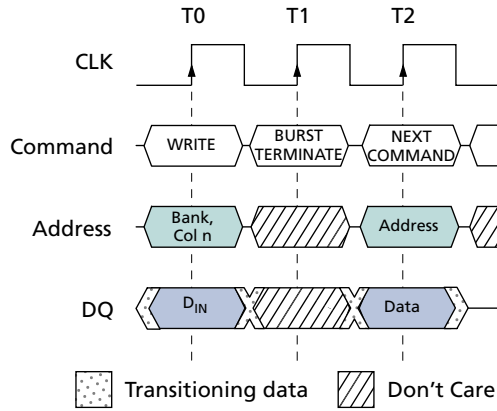 T0 T1 T2
CLK
Command WRITE BURST TERMINATE NEXT COMMAND
Address Bank, Col n Address
DQ DIN Data
Transitioning data Don't Care